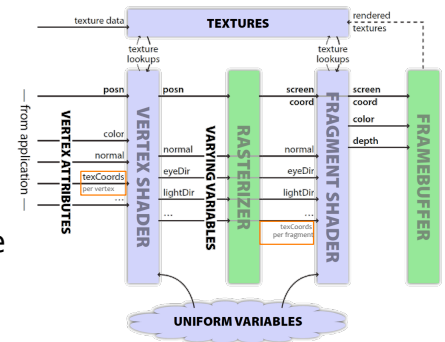 texture data
TEXTURES
rendered
textures
texture
lookups
texture
lookups
— from application —
VERTEX ATTRIBUTES
posn
color
normal
texCoords
per vertex
...
VERTEX SHADER
posn
normal
eyeDir
lightDir
...
VARYING VARIABLES
RASTERIZER
screen
coord
normal
eyeDir
lightDir
...
texCoords
per fragment
FRAGMENT SHADER
screen
coord
color
depth
FRAMEBUFFER
UNIFORM VARIABLES